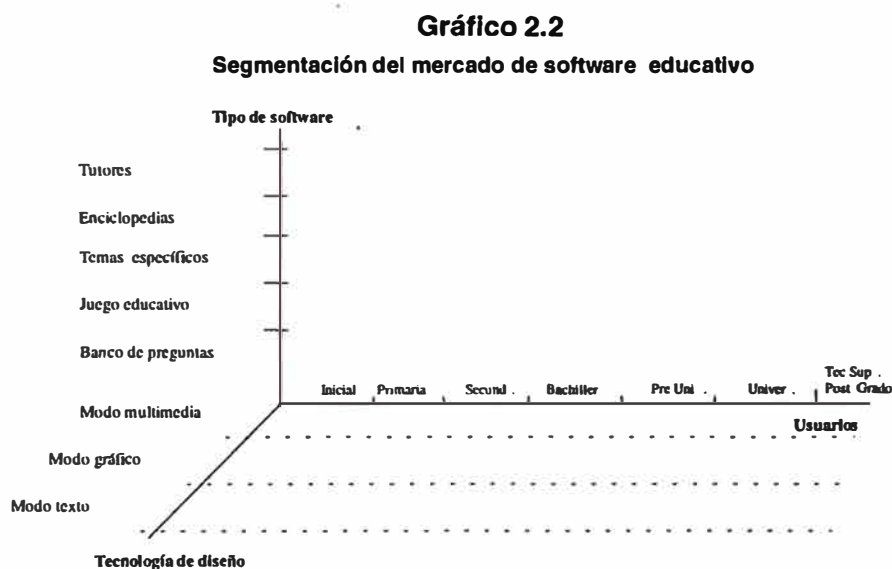 Gráfico 2.2
Segmentación del mercado de software educativo
Tipo de software
Tutores
Enciclopedias
Temas específicos
Juego educativo
Banco de preguntas
Inicial Primaria Secund . Bachiller Pre Uni . Univer . Tec Sup .
Post Grado
Modo multimedia
Usuarios
Modo gráfico
Modo texto
Tecnología de diseño